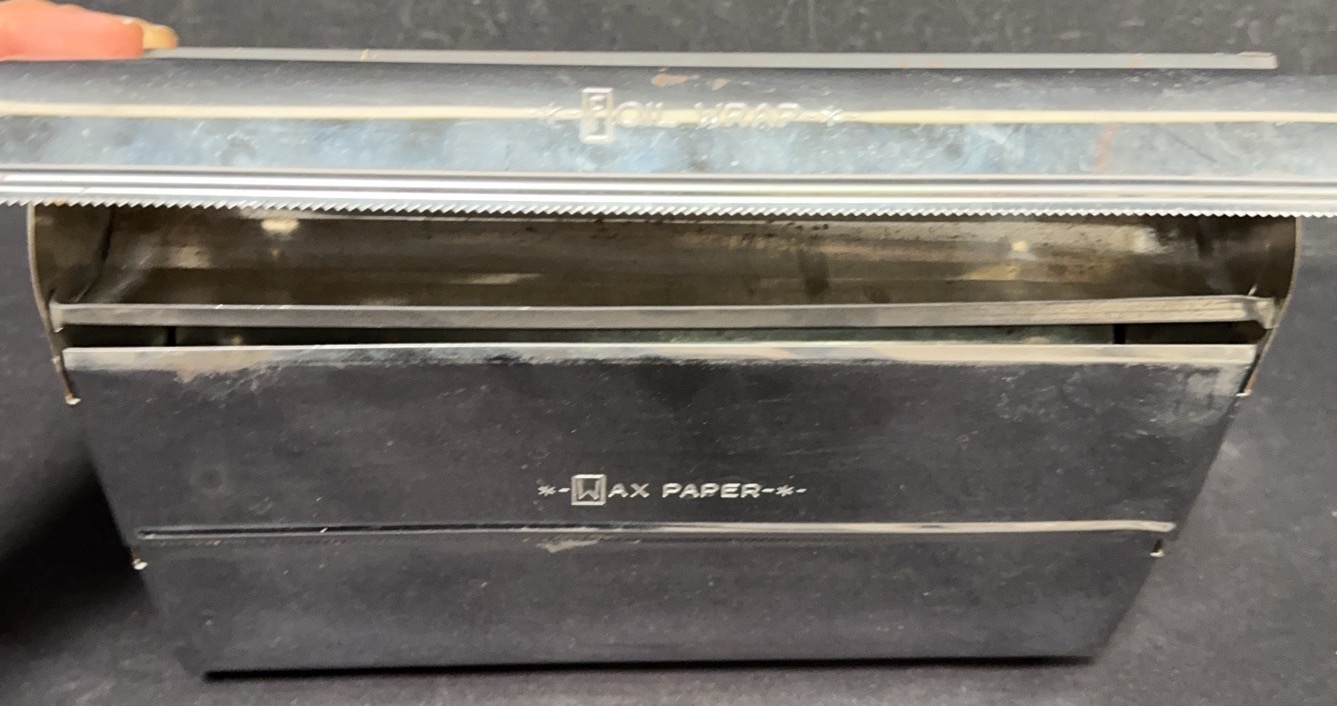 *-FOIL WRAP-*-
*-WAX PAPER-*-